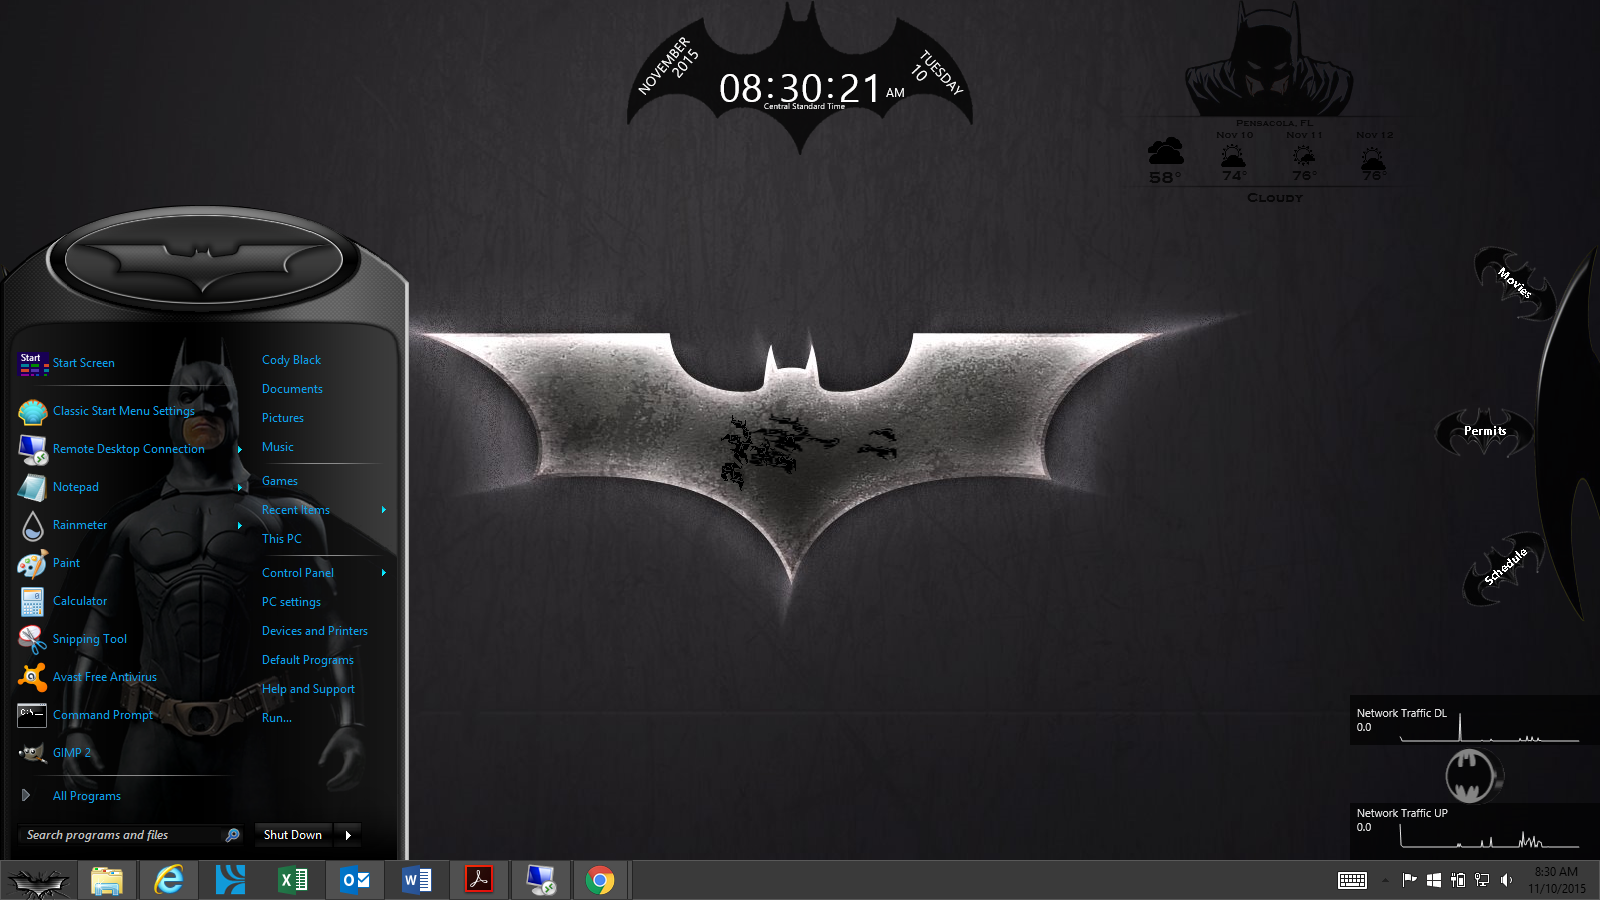 NOVEMBER
2015
TUESDAY
10
08:30:21 AM
Central Standard Time
Pensacola, FL
Nov 10 Nov 11 Nov 12
58° 74° 76° 76°
Cloudy
Movies
Permits
Schedule
Start
Start Screen
Classic Start Menu Settings
Remote Desktop Connection
Notepad
Rainmeter
Paint
Calculator
Snipping Tool
Avast Free Antivirus
C:\_
Command Prompt
GIMP 2
All Programs
Search programs and files
Cody Black
Documents
Pictures
Music
Games
Recent Items
This PC
Control Panel
PC settings
Devices and Printers
Default Programs
Help and Support
Run...
Shut Down
Network Traffic DL
0.0
Network Traffic UP
0.0
8:30 AM
11/10/2015